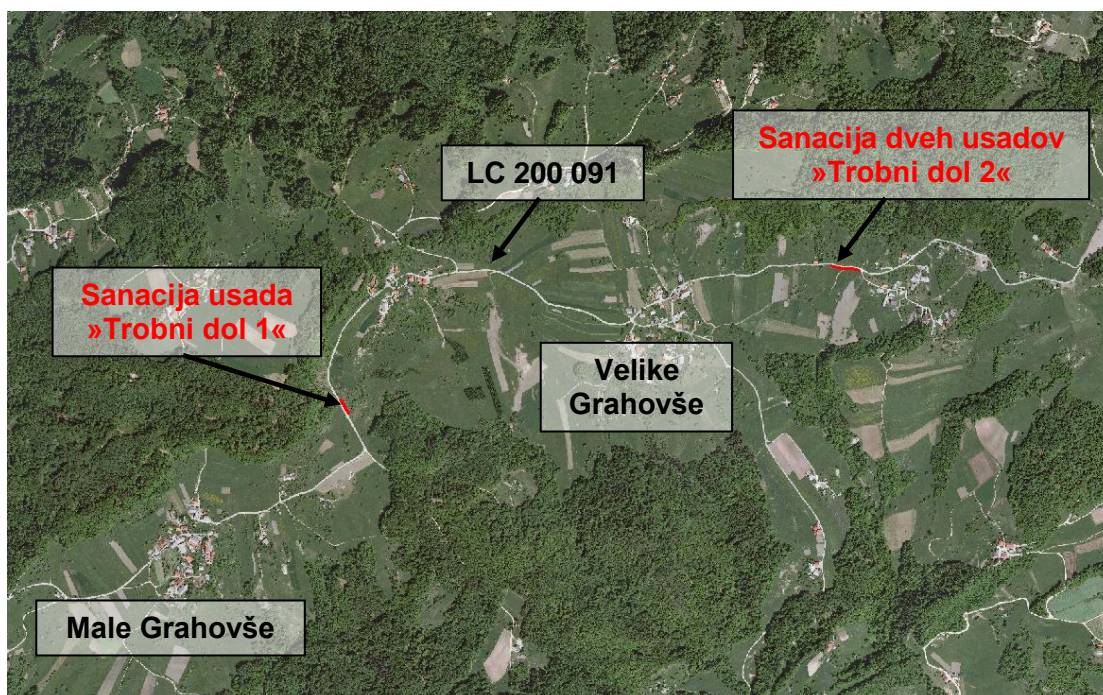 Sanacija dveh usadov
»Trobni dol 2«
LC 200 091
Sanacija usada
»Trobni dol 1«
Velike
Grahovše
Male Grahovše